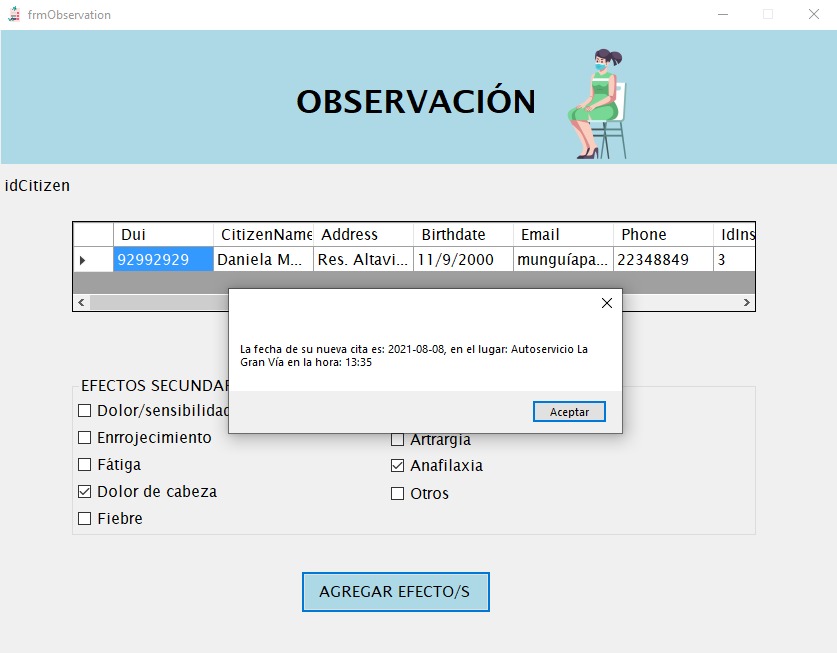 frmObservation
OBSERVACIÓN
idCitizen
Dui CitizenName Address Birthdate Email Phone IdIns
92992929 Daniela M... Res. Altavi... 11/9/2000 munguíapa... 22348849 3
La fecha de su nueva cita es: 2021-08-08, en el lugar: Autoservicio La
Gran Vía en la hora: 13:35
Aceptar
EFECTOS SECUNDAR
Dolor/sensibilidad
Enrrojecimiento
Fátiga
Dolor de cabeza
Fiebre
Artrargia
Anafilaxia
Otros
AGREGAR EFECTO/S